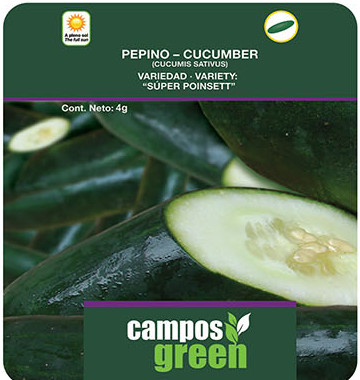 A pleno sol
The full sun
PEPINO – CUCUMBER
(CUCUMIS SATIVUS)
VARIEDAD · VARIETY:
“SÚPER POINSETT”
Cont. Neto: 4g
campos
green